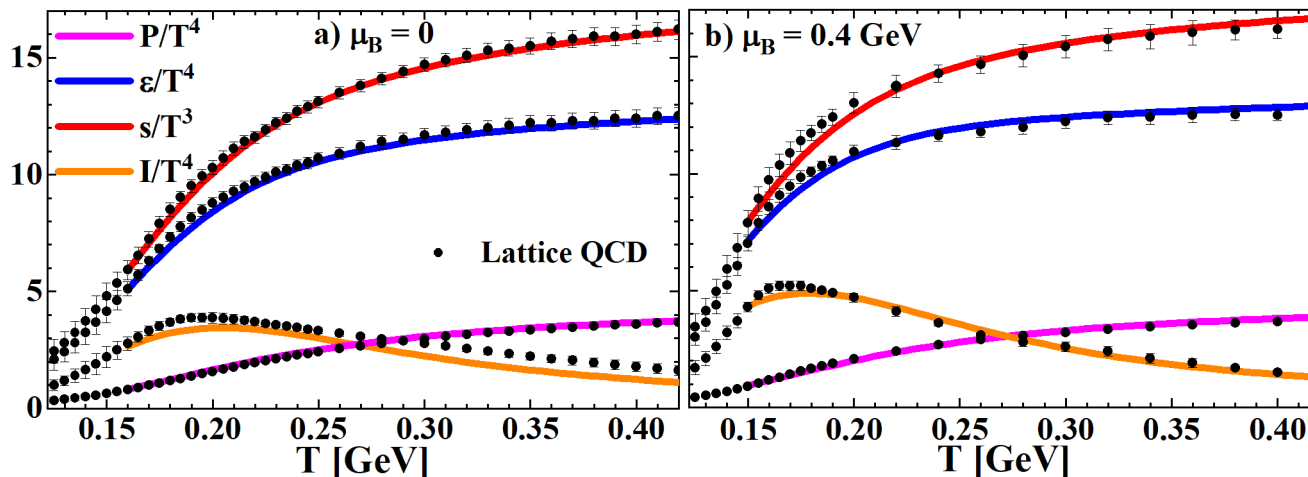 P/T⁴
ε/T⁴
s/T³
I/T⁴
a) μ_B = 0
Lattice QCD
b) μ_B = 0.4 GeV
15
10
5
0
0.15 0.20 0.25 0.30 0.35 0.40
0.15 0.20 0.25 0.30 0.35 0.40
T [GeV]
T [GeV]